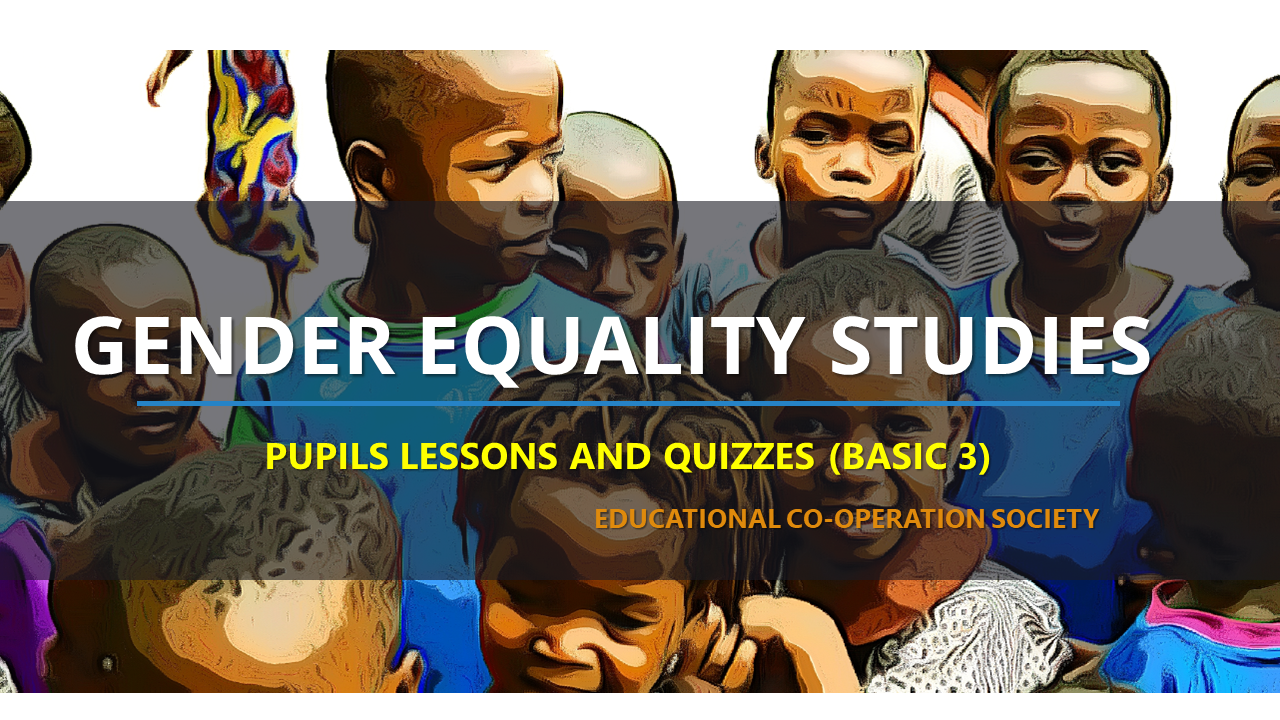 GENDER EQUALITY STUDIES
PUPILS LESSONS AND QUIZZES (BASIC 3)
EDUCATIONAL CO-OPERATION SOCIETY